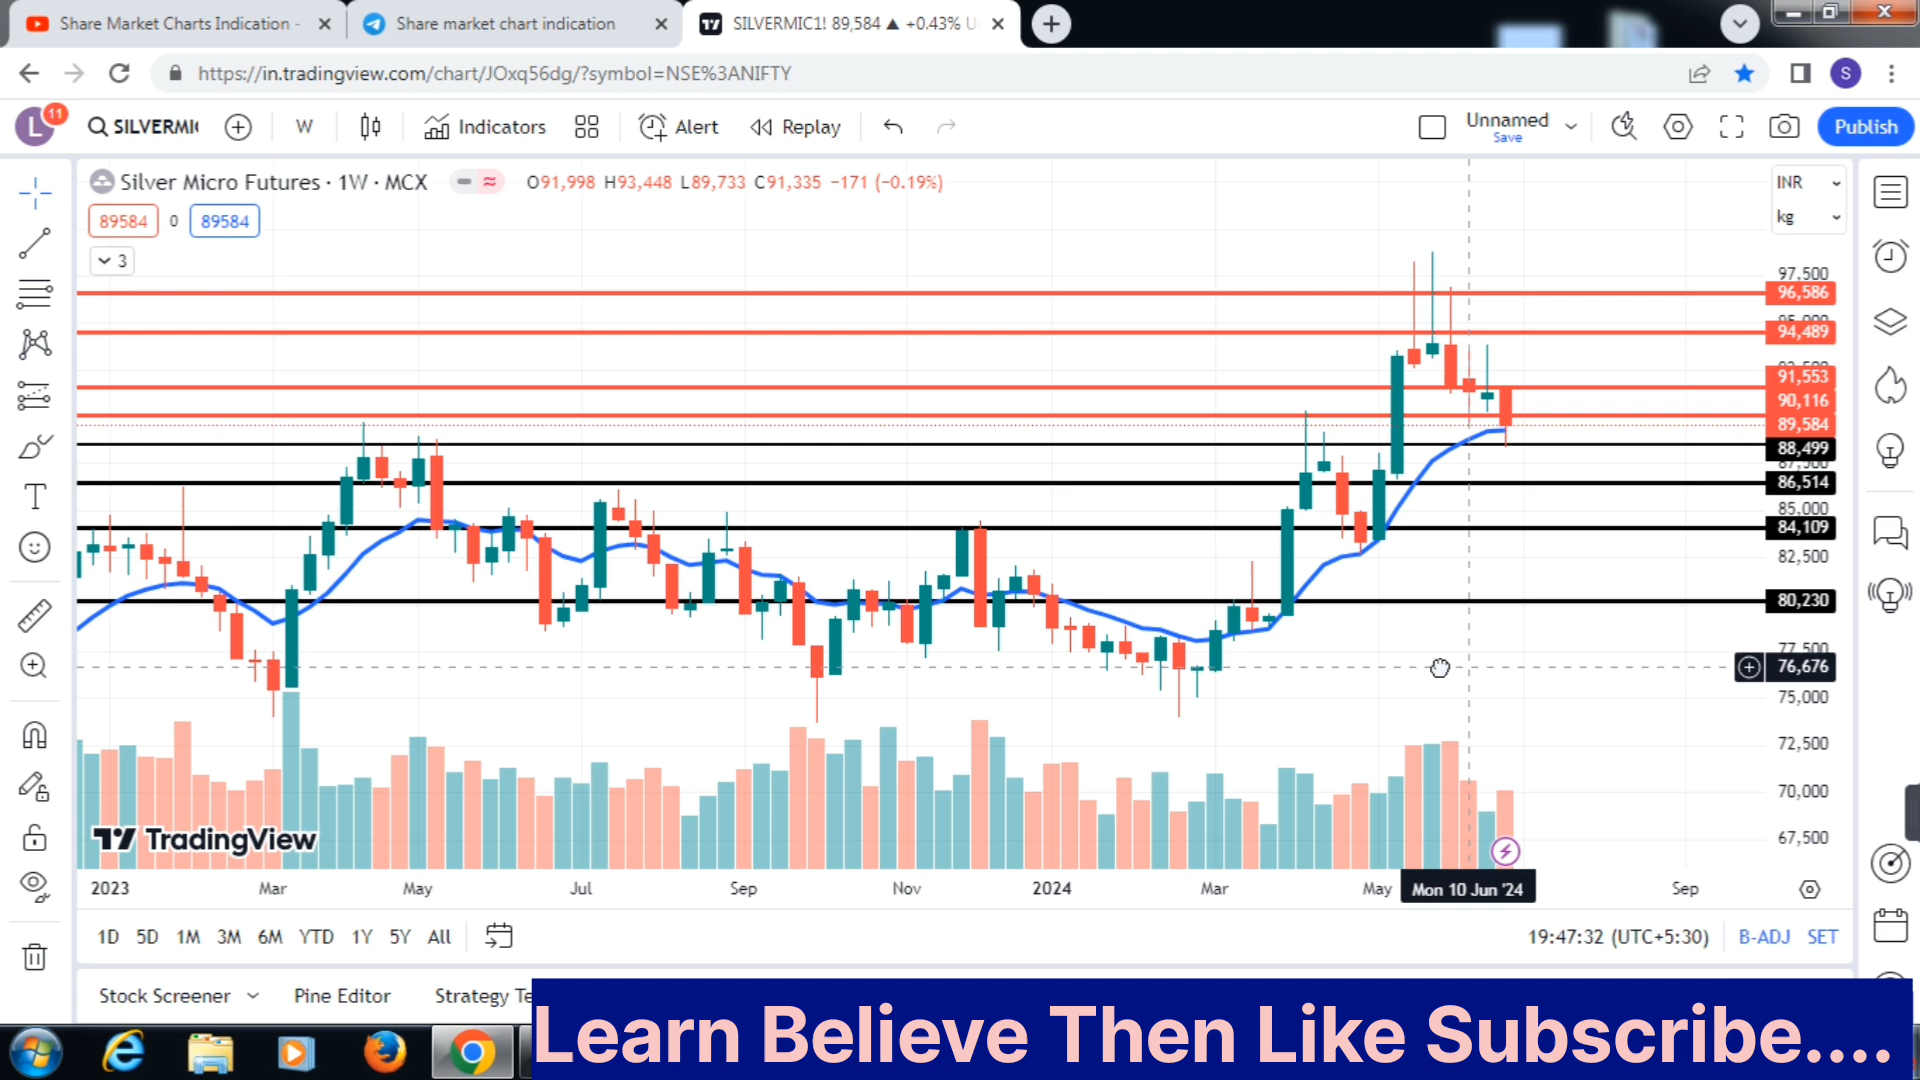 Share Market Charts Indication -
Share market chart indication
SILVERMIC1! 89,584 ▲ +0.43% U
https://in.tradingview.com/chart/JOxq56dg/?symbol=NSE%3ANIFTY
S
L
11
SILVERMI
W
Indicators
Alert
Replay
Unnamed
Save
Publish
Silver Micro Futures · 1W · MCX
O91,998 H93,448 L89,733 C91,335 −171 (−0.19%)
INR
kg
89584
0
89584
3
97,500
96,586
94,489
91,553
90,116
89,584
88,499
87,500
86,514
85,000
84,109
82,500
80,230
77,500
76,676
75,000
72,500
70,000
67,500
TradingView
2023
Mar
May
Jul
Sep
Nov
2024
Mar
May
Mon 10 Jun '24
Sep
1D 5D 1M 3M 6M YTD 1Y 5Y All
19:47:32 (UTC+5:30)
B-ADJ
SET
Stock Screener
Pine Editor
Strategy Te
Learn Believe Then Like Subscribe....